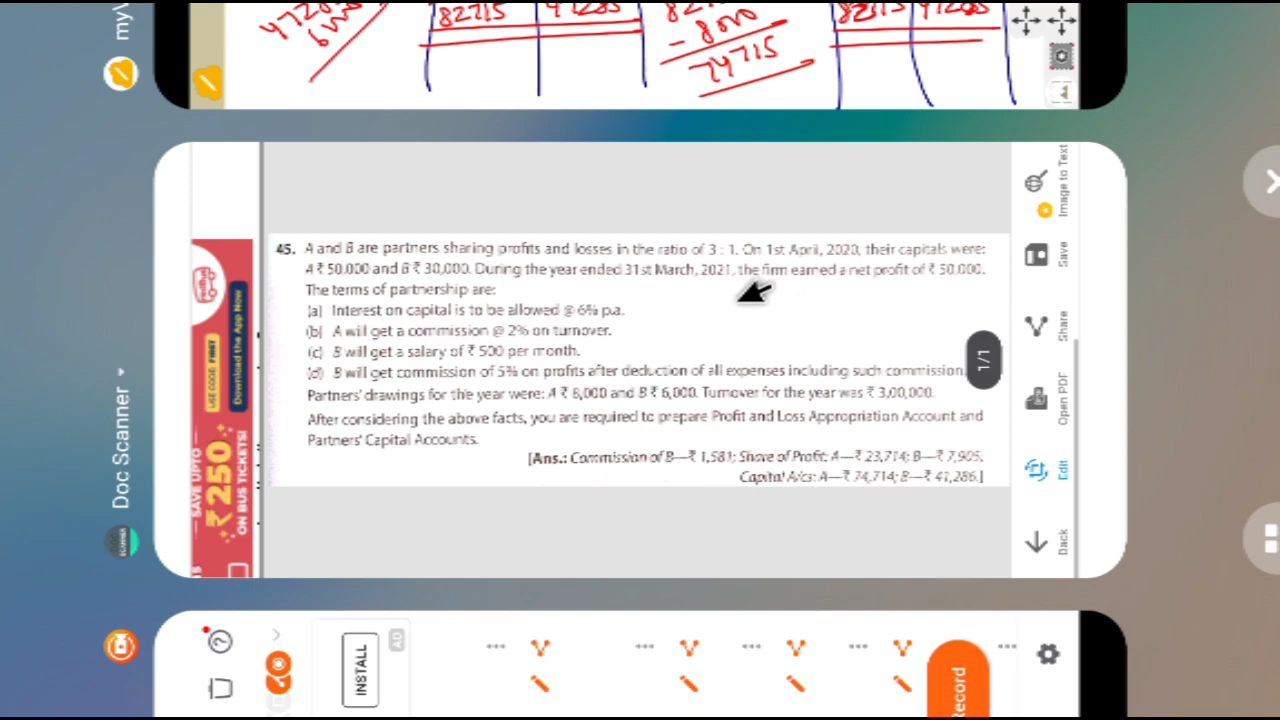 82715
- 8000
74715
45. A and B are partners sharing profits and losses in the ratio of 3 : 1. On 1st April, 2020, their capitals were:
A ₹ 50,000 and B ₹ 30,000. During the year ended 31st March, 2021, the firm earned a net profit of ₹ 50,000.
The terms of partnership are:
(a) Interest on capital is to be allowed @ 6% p.a.
(b) A will get a commission @ 2% on turnover.
(c) B will get a salary of ₹ 500 per month.
(d) B will get commission of 5% on profits after deduction of all expenses including such commission.
Partners' drawings for the year were: A ₹ 8,000 and B ₹ 6,000. Turnover for the year was ₹ 3,00,000.
After considering the above facts, you are required to prepare Profit and Loss Appropriation Account and
Partners' Capital Accounts.
[Ans.: Commission of B—₹ 1,581; Share of Profit: A—₹ 23,714; B—₹ 7,905,
Capital A/cs: A—₹ 74,714; B—₹ 41,286.]
Doc Scanner
SCANNER
SAVE UPTO
₹250
ON BUS TICKETS!
USE CODE: FIRST
Download the App Now
redBus
Image to Text
Save
Share
1/1
Open PDF
Edit
Back
INSTALL
AD
Record